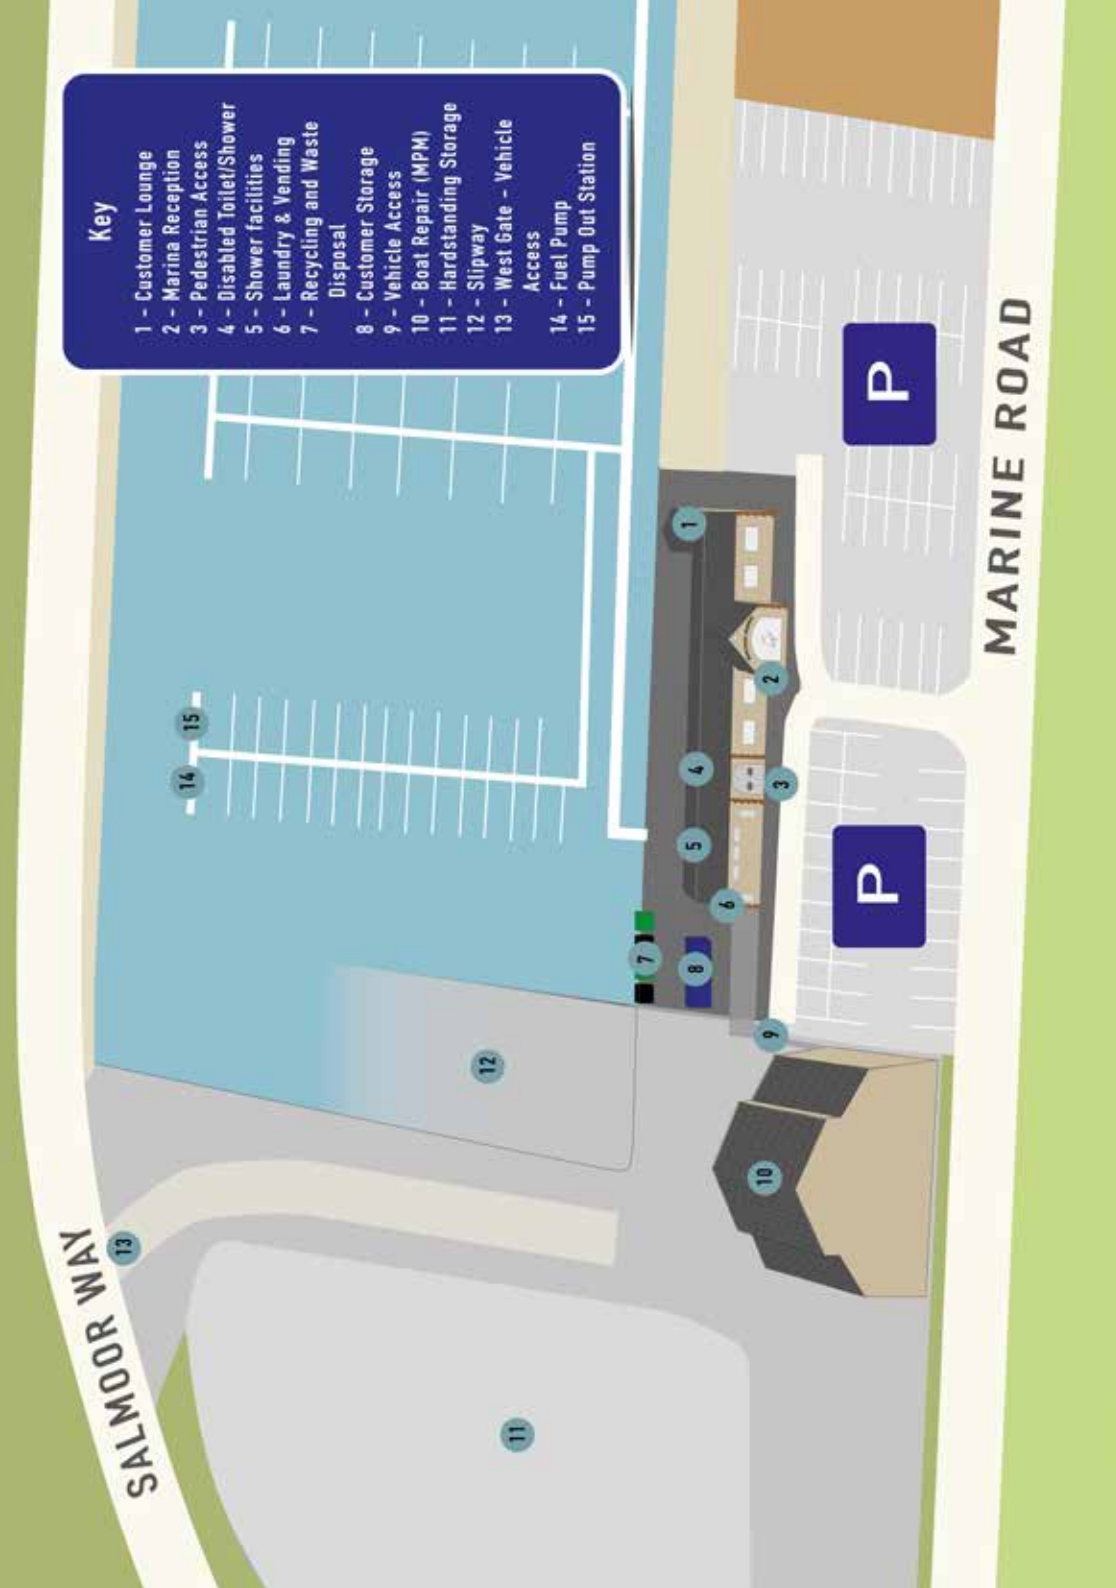 Key
1 - Customer Lounge
2 - Marina Reception
3 - Pedestrian Access
4 - Disabled Toilet/Shower
5 - Shower facilities
6 - Laundry & Vending
7 - Recycling and Waste
Disposal
8 - Customer Storage
9 - Vehicle Access
10 - Boat Repair (MPM)
11 - Hardstanding Storage
12 - Slipway
13 - West Gate - Vehicle
Access
14 - Fuel Pump
15 - Pump Out Station
SALMOOR WAY
13
14
15
11
12
7
8
5
4
1
6
2
10
9
3
P
P
MARINE ROAD